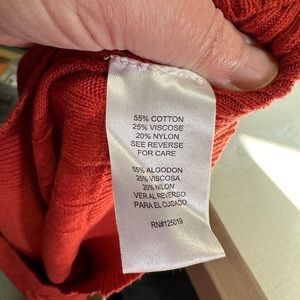 55% COTTON
25% VISCOSE
20% NYLON
SEE REVERSE
FOR CARE
55% ALGODON
25% VISCOSA
20% NILON
VER AL REVERSO
PARA EL CUIDADO
RN#125019